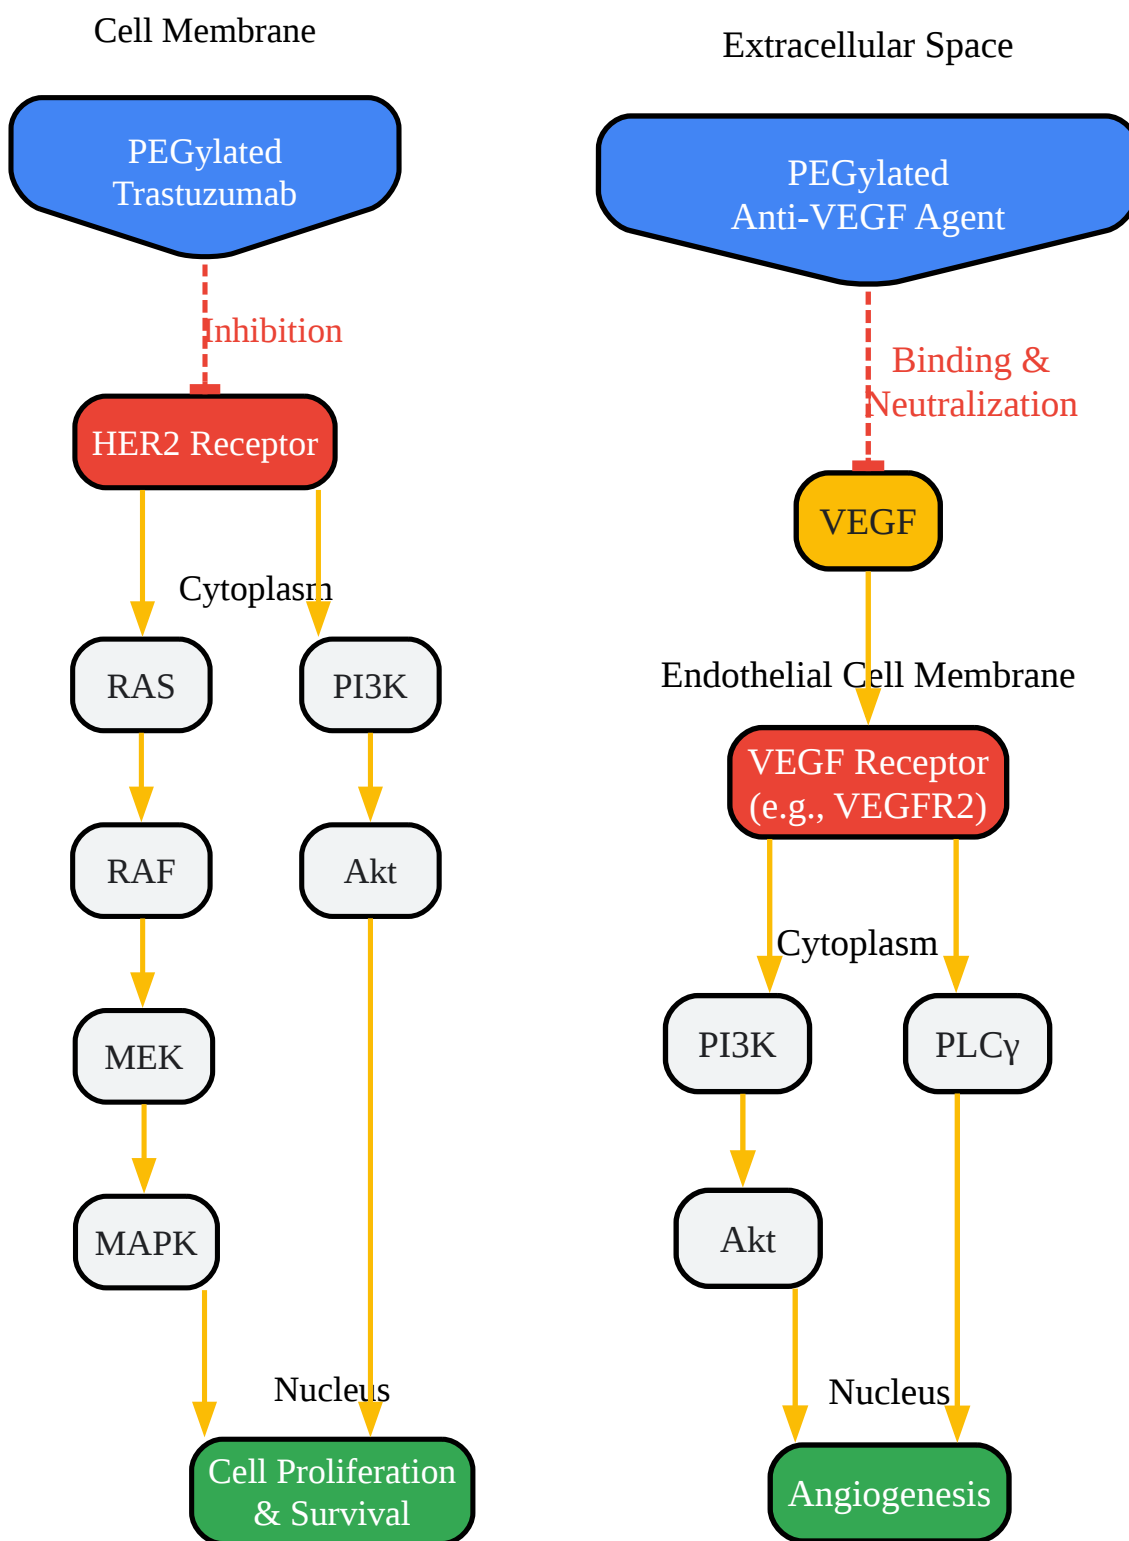 Cell Membrane
PEGylated
Trastuzumab
Inhibition
HER2 Receptor
Cytoplasm
RAS
PI3K
RAF
Akt
MEK
MAPK
Nucleus
Cell Proliferation
& Survival
Extracellular Space
PEGylated
Anti-VEGF Agent
Binding &
Neutralization
VEGF
Endothelial Cell Membrane
VEGF Receptor
(e.g., VEGFR2)
Cytoplasm
PI3K
PLCγ
Akt
Nucleus
Angiogenesis